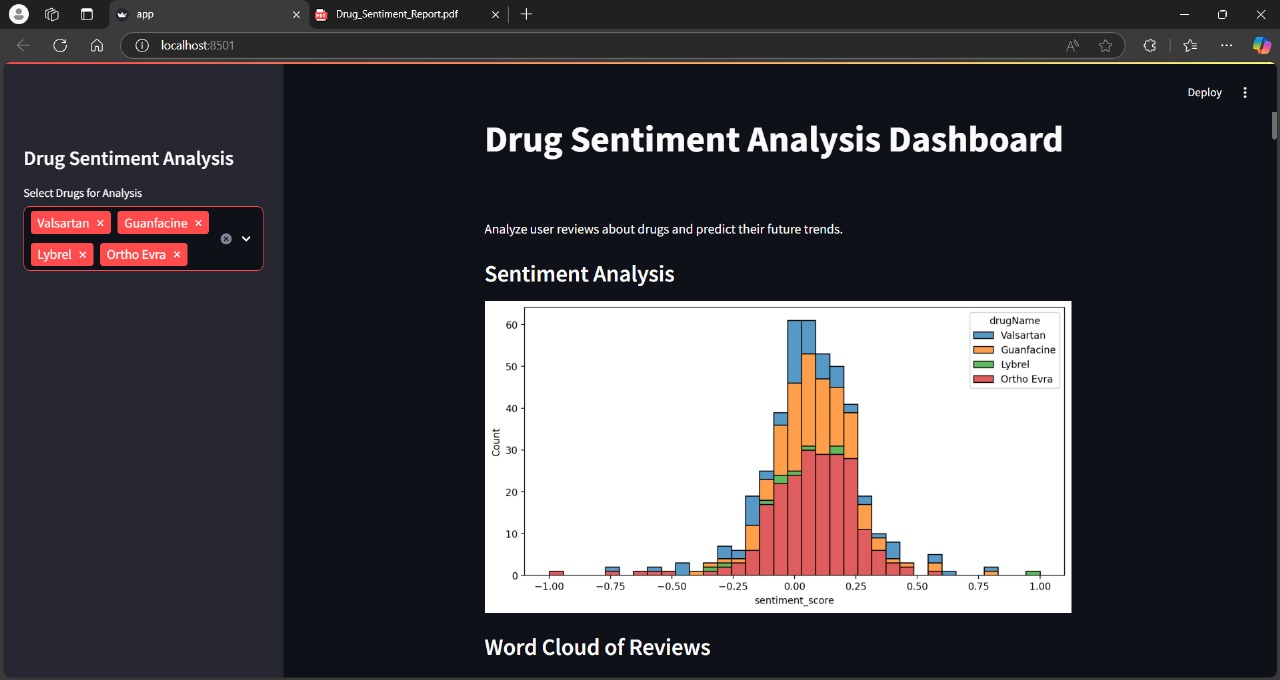 app
Drug_Sentiment_Report.pdf
localhost:8501
Deploy
Drug Sentiment Analysis
Select Drugs for Analysis
Valsartan
Guanfacine
Lybrel
Ortho Evra
Drug Sentiment Analysis Dashboard
Analyze user reviews about drugs and predict their future trends.
Sentiment Analysis
drugName
Valsartan
Guanfacine
Lybrel
Ortho Evra
60
50
40
30
20
10
0
Count
−1.00 −0.75 −0.50 −0.25 0.00 0.25 0.50 0.75 1.00
sentiment_score
Word Cloud of Reviews